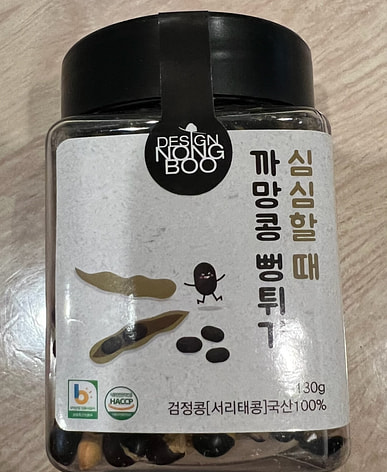 DESIGN
NONG
BOO
심심할 때
까망콩 뻥튀기
HACCP
130g
검정콩[서리태콩]국산100%